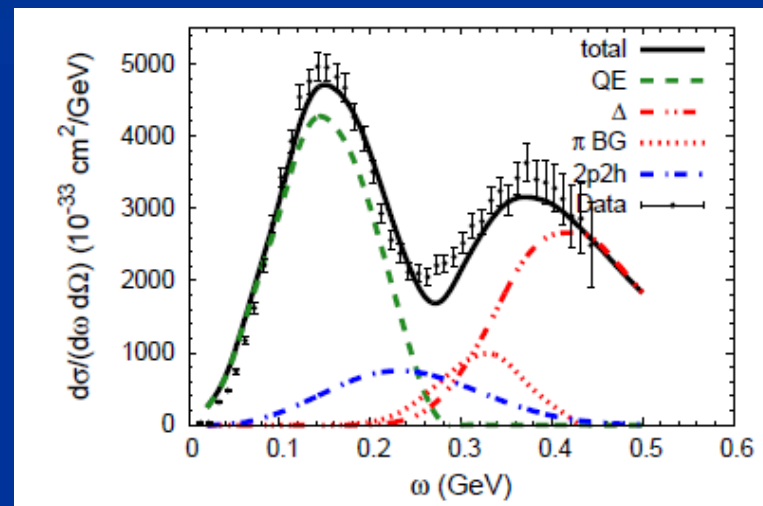 total
QE
Δ
π BG
2p2h
Data
5000
4000
3000
2000
1000
0
dσ/(dω dΩ) (10⁻³³ cm²/GeV)
0 0.1 0.2 0.3 0.4 0.5 0.6
ω (GeV)